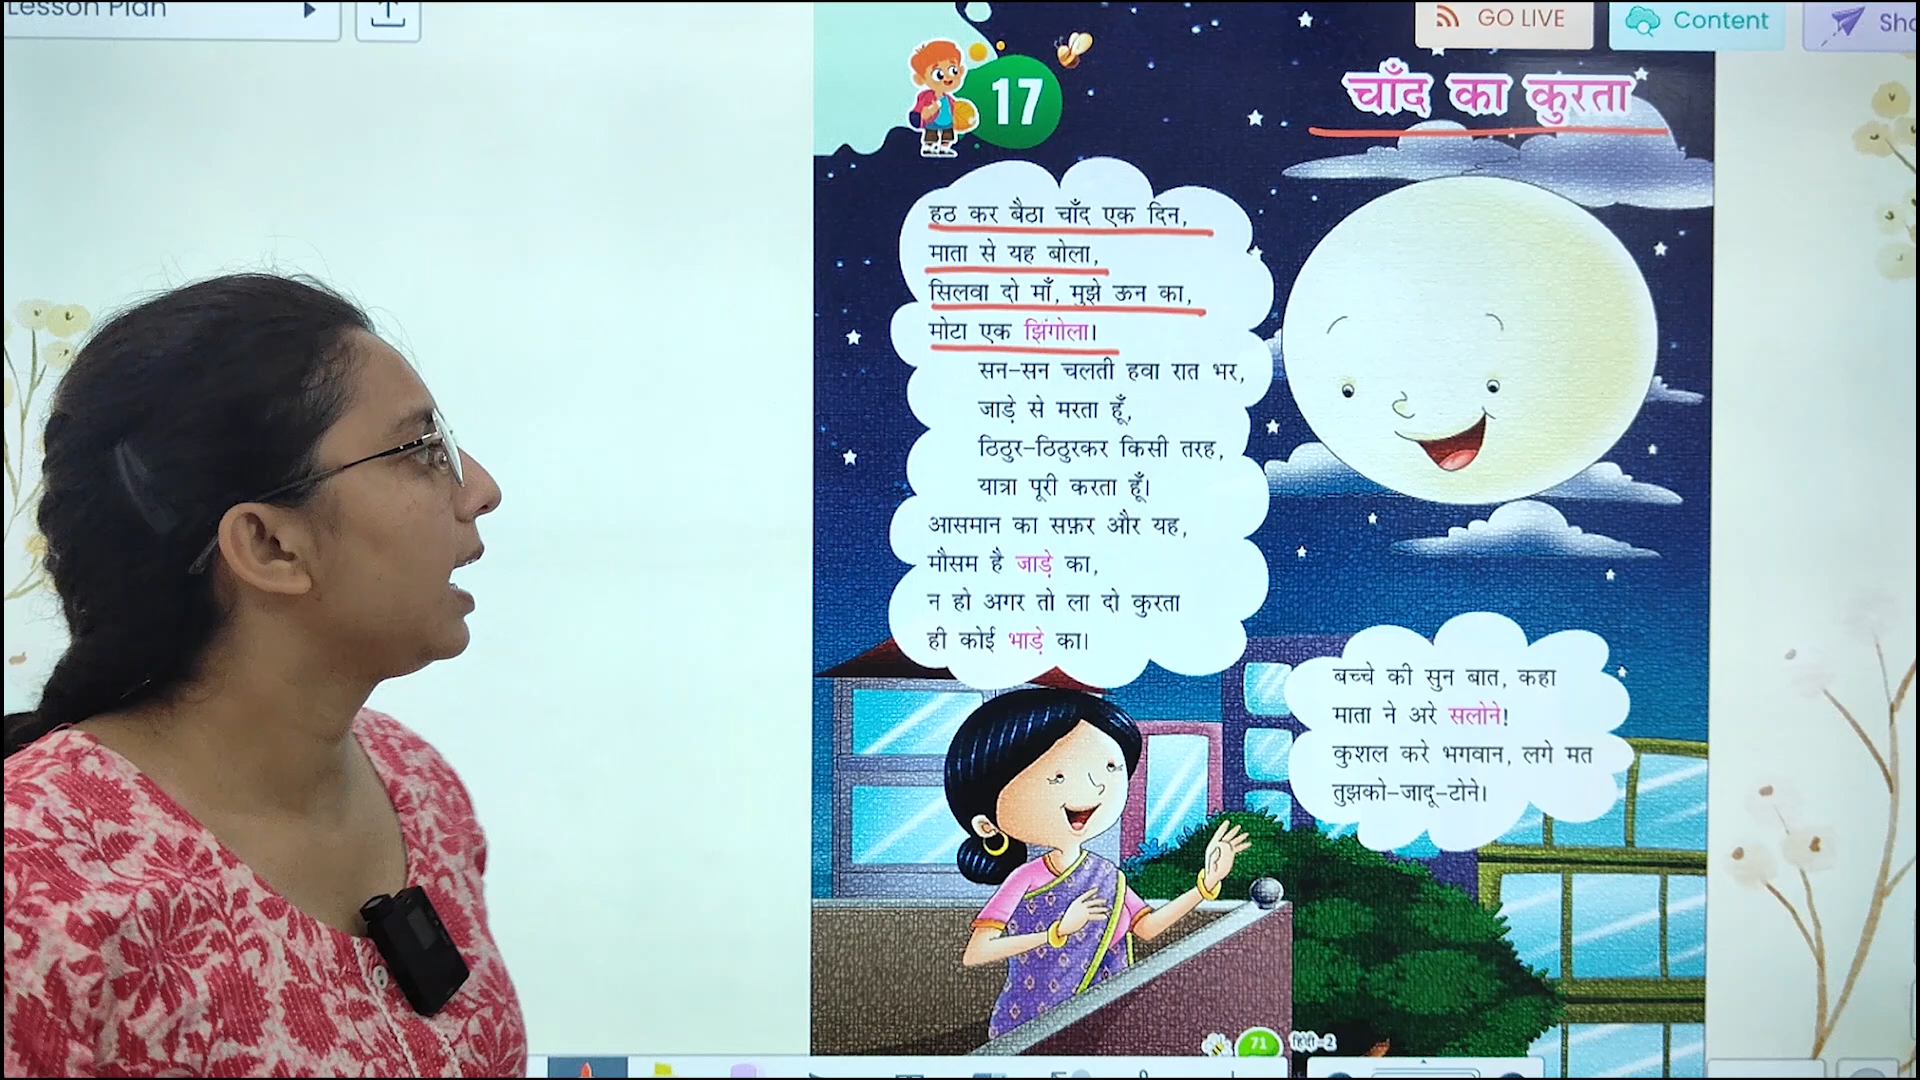 Lesson Plan
GO LIVE
Content
17
चाँद का कुरता
हठ कर बैठा चाँद एक दिन,
माता से यह बोला,
सिलवा दो माँ, मुझे ऊन का,
मोटा एक झिंगोला।
सन-सन चलती हवा रात भर,
जाड़े से मरता हूँ,
ठिठुर-ठिठुरकर किसी तरह,
यात्रा पूरी करता हूँ।
आसमान का सफ़र और यह,
मौसम है जाड़े का,
न हो अगर तो ला दो कुरता
ही कोई भाड़े का।
बच्चे की सुन बात, कहा
माता ने अरे सलोने!
कुशल करे भगवान, लगे मत
तुझको-जादू-टोने।
71
हिंदी-2